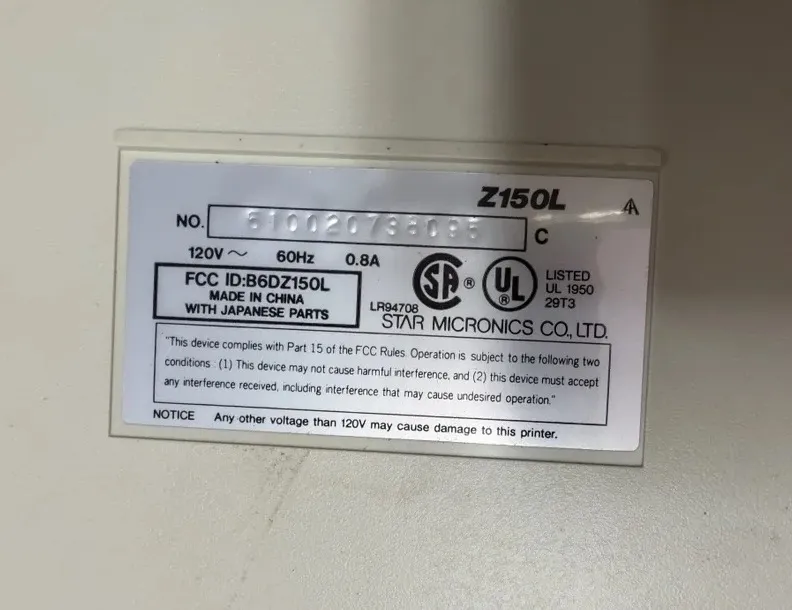 Z150L
NO. 510020738095 C
120V ～ 60Hz 0.8A
FCC ID:B6DZ150L
MADE IN CHINA
WITH JAPANESE PARTS
LR94708
SA ®
UL ®
LISTED
UL 1950
29T3
STAR MICRONICS CO., LTD.
"This device complies with Part 15 of the FCC Rules. Operation is subject to the following two
conditions : (1) This device may not cause harmful interference, and (2) this device must accept
any interference received, including interference that may cause undesired operation."
NOTICE Any other voltage than 120V may cause damage to this printer.